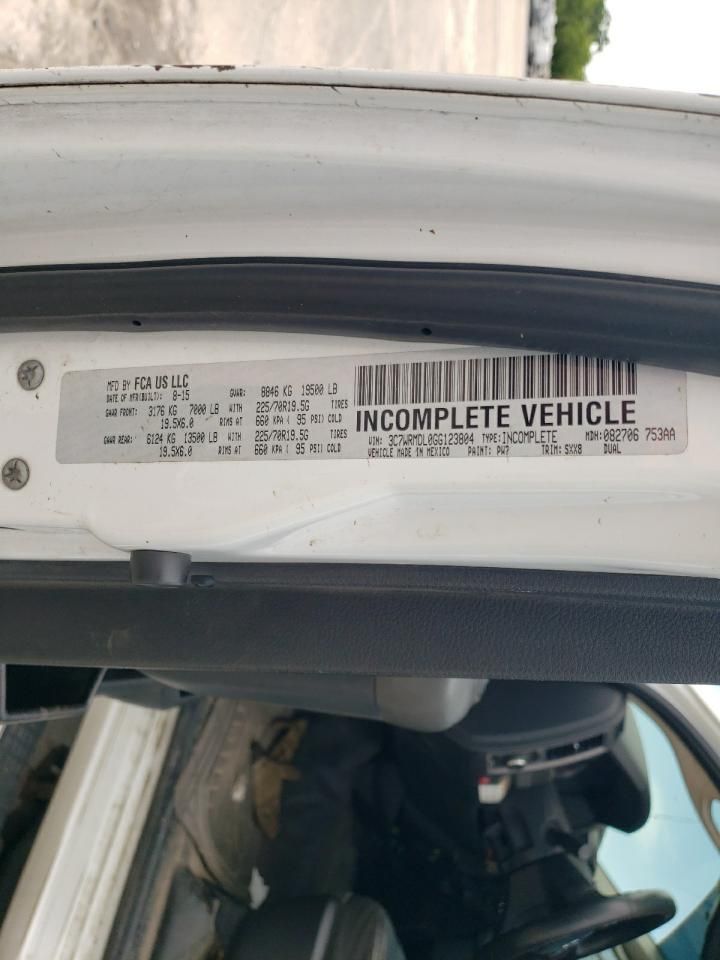 MFD BY FCA US LLC
DATE OF MFR(BUILT): 8-15 GVWR: 8846 KG 19500 LB
GAWR FRONT: 3176 KG 7000 LB WITH 225/70R19.5G TIRES
19.5X6.0 RIMS AT 660 KPA ( 95 PSI) COLD
GAWR REAR: 6124 KG 13500 LB WITH 225/70R19.5G TIRES
19.5X6.0 RIMS AT 660 KPA ( 95 PSI) COLD
INCOMPLETE VEHICLE
VIN: 3C7WRMDL0GG123804 TYPE:INCOMPLETE MDH:082706 753AA
VEHICLE MADE IN MEXICO PAINT: PW7 TRIM: SXX8 DUAL